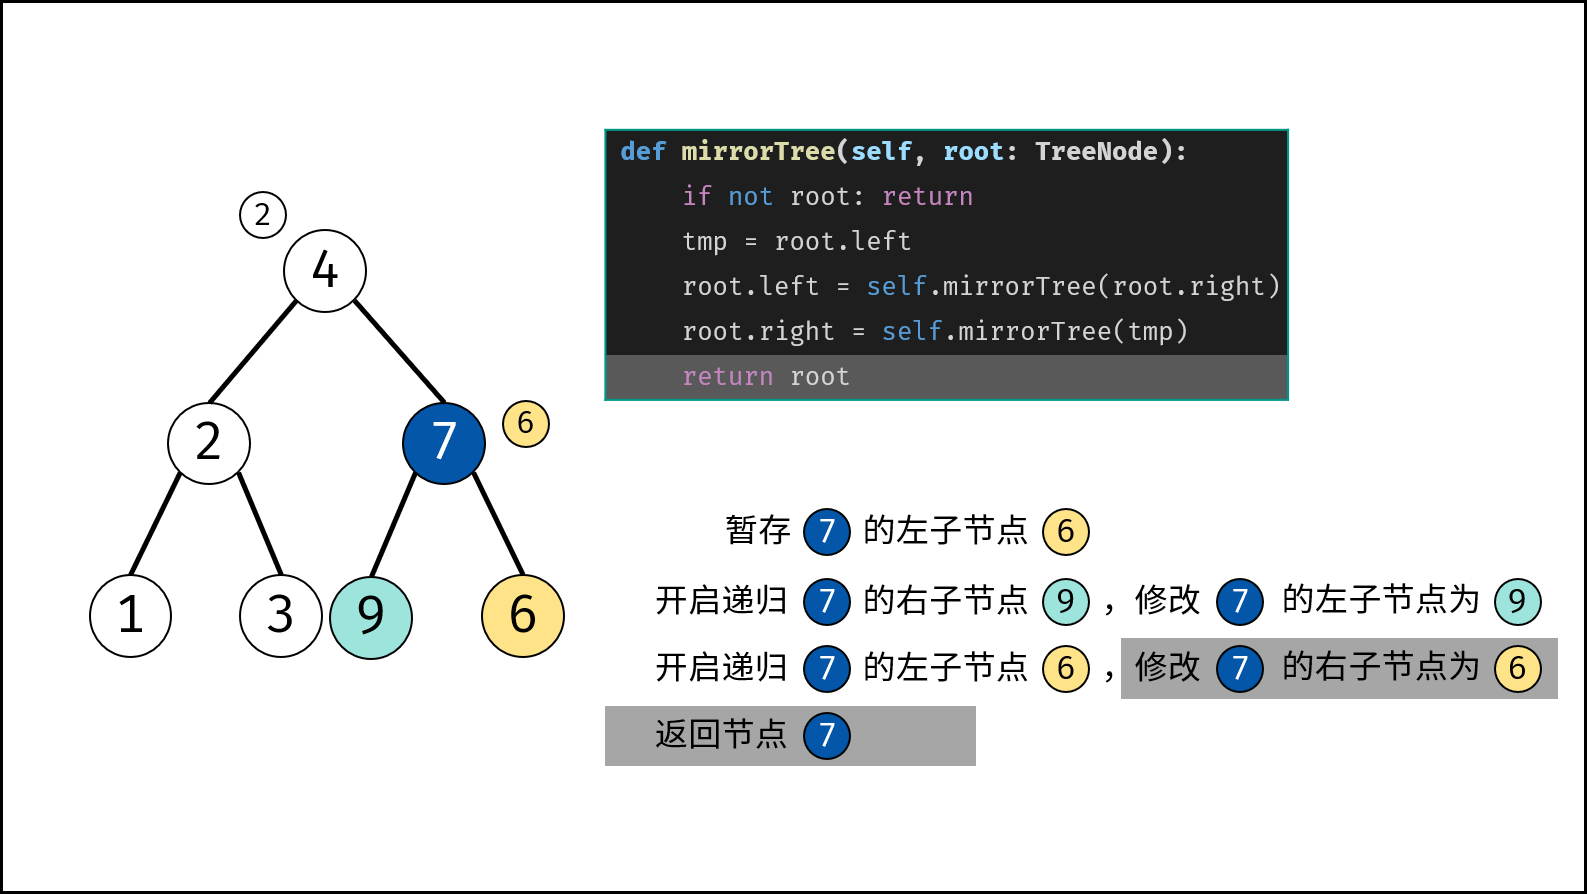 def mirrorTree(self, root: TreeNode):
if not root: return
tmp = root.left
root.left = self.mirrorTree(root.right)
root.right = self.mirrorTree(tmp)
return root
2
4
2
7
6
1
3
9
6
暂存 7 的左子节点 6
开启递归 7 的右子节点 9 ，修改 7 的左子节点为 9
开启递归 7 的左子节点 6 ，修改 7 的右子节点为 6
返回节点 7